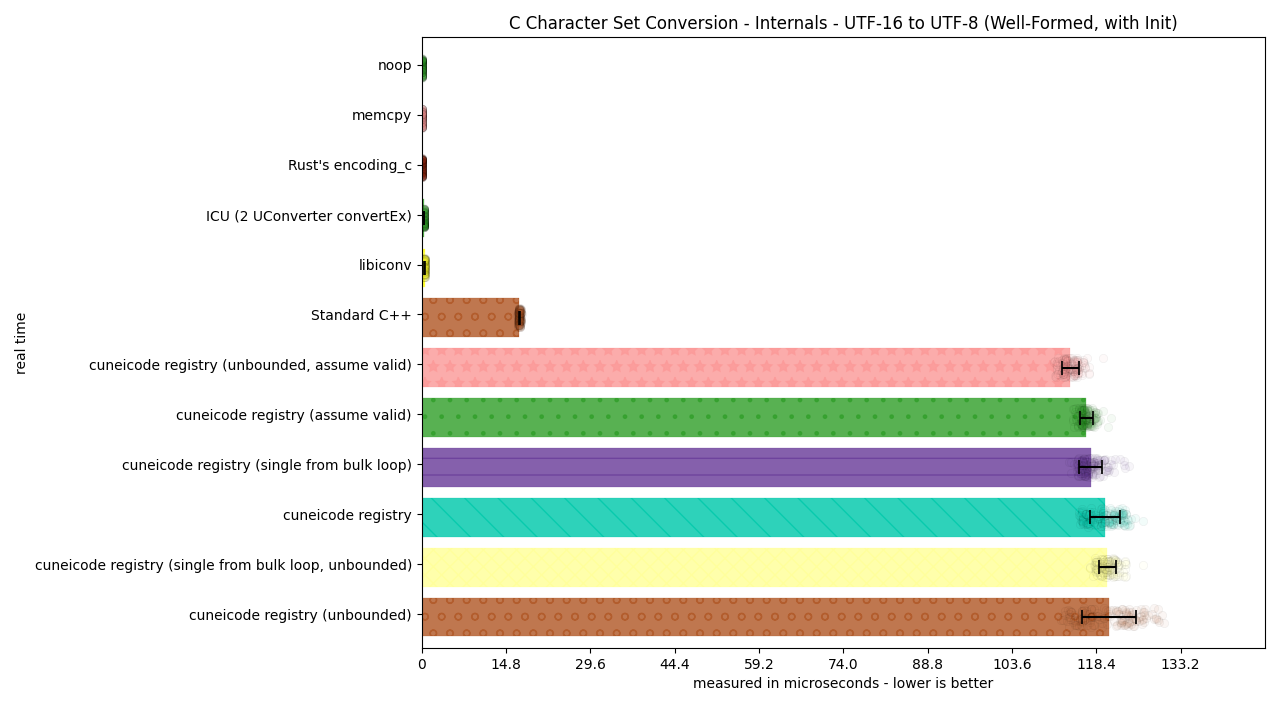 C Character Set Conversion - Internals - UTF-16 to UTF-8 (Well-Formed, with Init)
real time
noop
memcpy
Rust's encoding_c
ICU (2 UConverter convertEx)
libiconv
Standard C++
cuneicode registry (unbounded, assume valid)
cuneicode registry (assume valid)
cuneicode registry (single from bulk loop)
cuneicode registry
cuneicode registry (single from bulk loop, unbounded)
cuneicode registry (unbounded)
0 14.8 29.6 44.4 59.2 74.0 88.8 103.6 118.4 133.2
measured in microseconds - lower is better